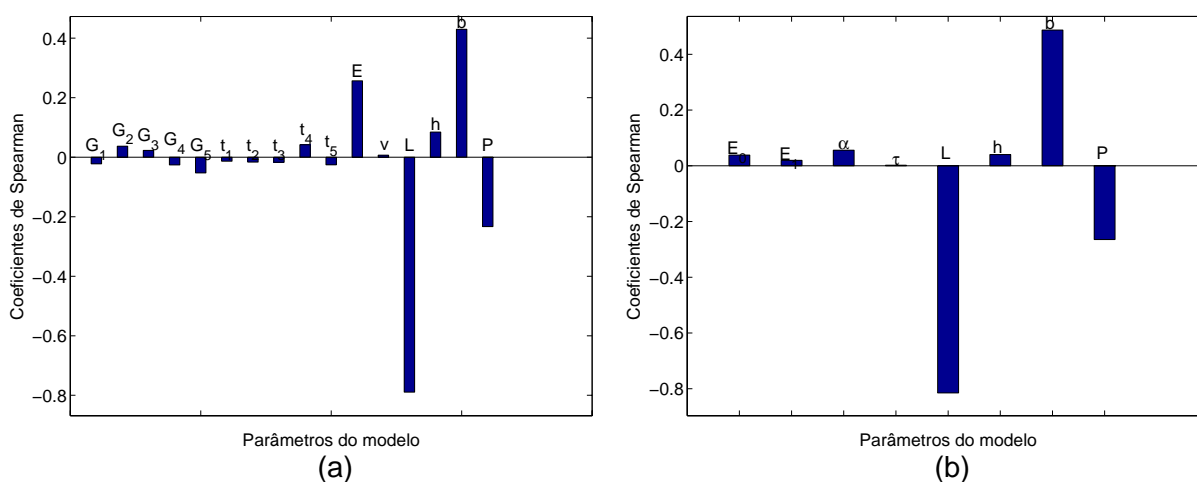 0.4
0.2
0
−0.2
−0.4
−0.6
−0.8
Coeficientes de Spearman
G1 G2 G3 G4 G5 t1 t2 t3 t4 t5 E v L h b P
Parâmetros do modelo
(a)
0.4
0.2
0
−0.2
−0.4
−0.6
−0.8
Coeficientes de Spearman
E E α τ L h b P
Parâmetros do modelo
(b)